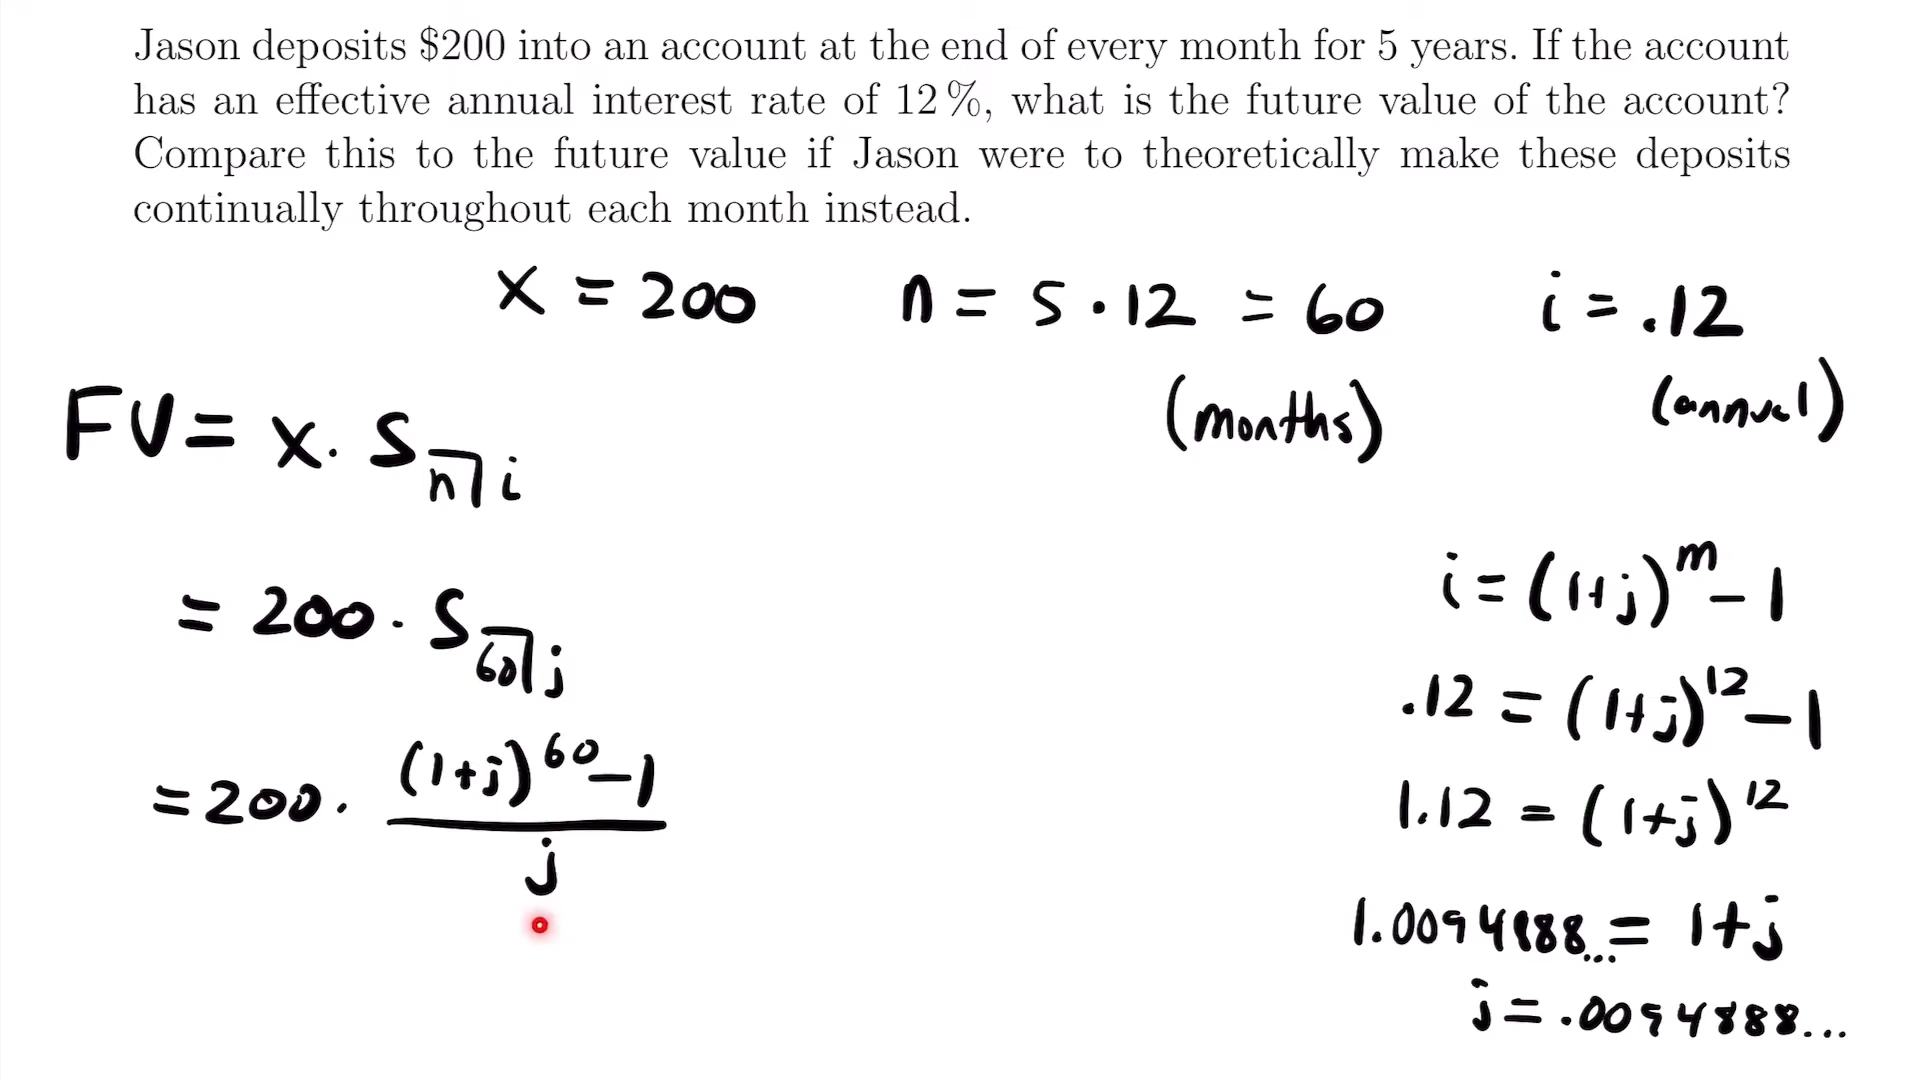 Jason deposits $200 into an account at the end of every month for 5 years. If the account
has an effective annual interest rate of 12 %, what is the future value of the account?
Compare this to the future value if Jason were to theoretically make these deposits
continually throughout each month instead.
x = 200 n = 5 · 12 = 60 i = .12
(months) (annual)
FV = x · S n̅| i
= 200 · S 6̅0̅| j
= 200 · ((1+j)^60 − 1) / j
i = (1+j)^m − 1
.12 = (1+j)^12 − 1
1.12 = (1+j)^12
1.0094888... = 1+j
j = .0094888...